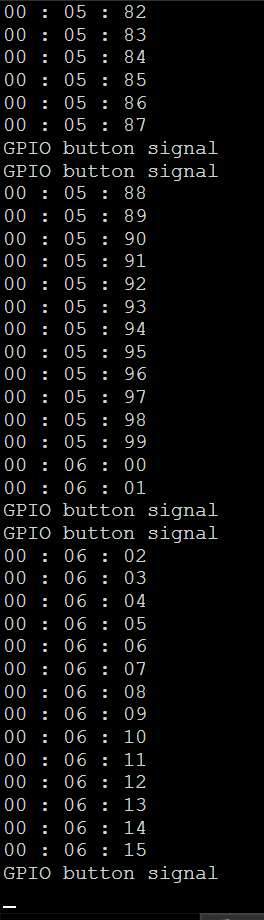 00 : 05 : 82
00 : 05 : 83
00 : 05 : 84
00 : 05 : 85
00 : 05 : 86
00 : 05 : 87
GPIO button signal
GPIO button signal
00 : 05 : 88
00 : 05 : 89
00 : 05 : 90
00 : 05 : 91
00 : 05 : 92
00 : 05 : 93
00 : 05 : 94
00 : 05 : 95
00 : 05 : 96
00 : 05 : 97
00 : 05 : 98
00 : 05 : 99
00 : 06 : 00
00 : 06 : 01
GPIO button signal
GPIO button signal
00 : 06 : 02
00 : 06 : 03
00 : 06 : 04
00 : 06 : 05
00 : 06 : 06
00 : 06 : 07
00 : 06 : 08
00 : 06 : 09
00 : 06 : 10
00 : 06 : 11
00 : 06 : 12
00 : 06 : 13
00 : 06 : 14
00 : 06 : 15
GPIO button signal